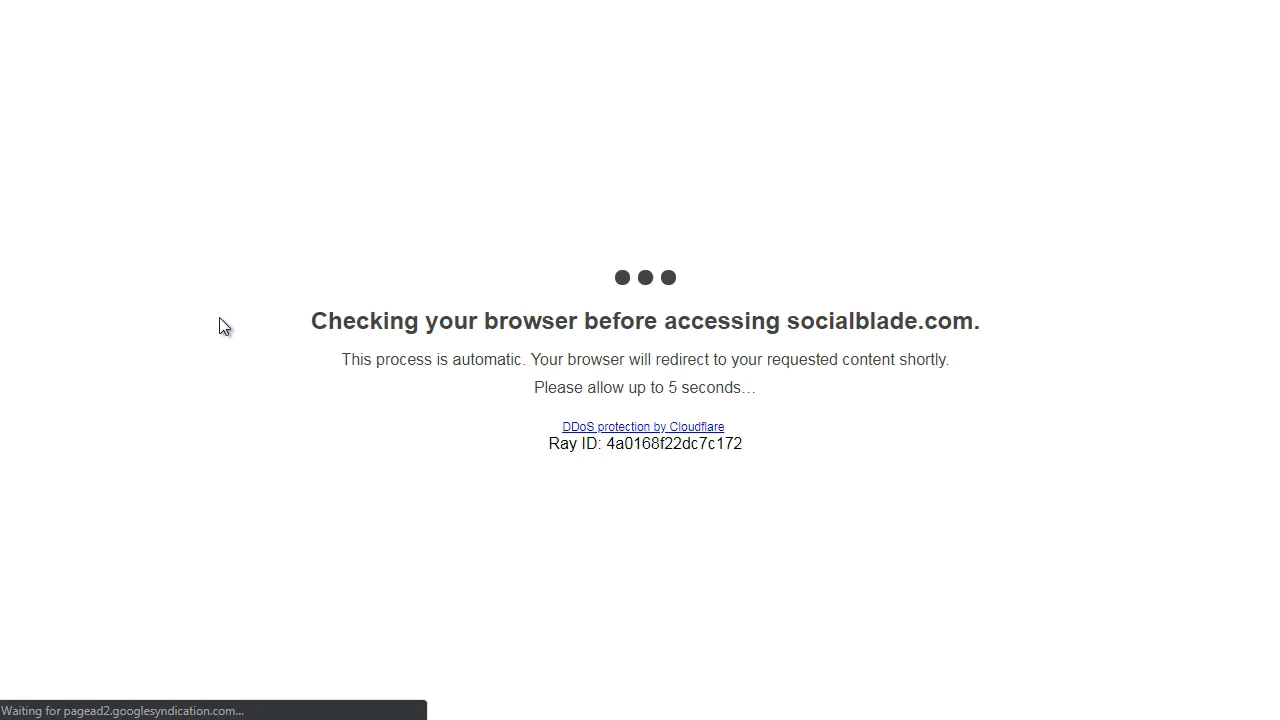 Checking your browser before accessing socialblade.com.
This process is automatic. Your browser will redirect to your requested content shortly.
Please allow up to 5 seconds…
DDoS protection by Cloudflare
Ray ID: 4a0168f22dc7c172
Waiting for pagead2.googlesyndication.com...